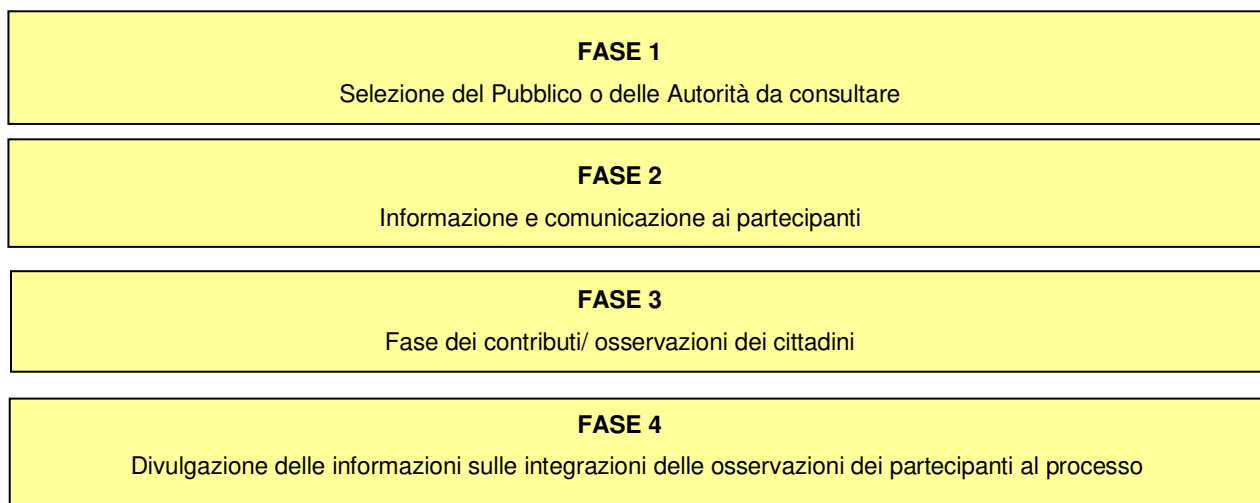 FASE 1
Selezione del Pubblico o delle Autorità da consultare
FASE 2
Informazione e comunicazione ai partecipanti
FASE 3
Fase dei contributi/ osservazioni dei cittadini
FASE 4
Divulgazione delle informazioni sulle integrazioni delle osservazioni dei partecipanti al processo